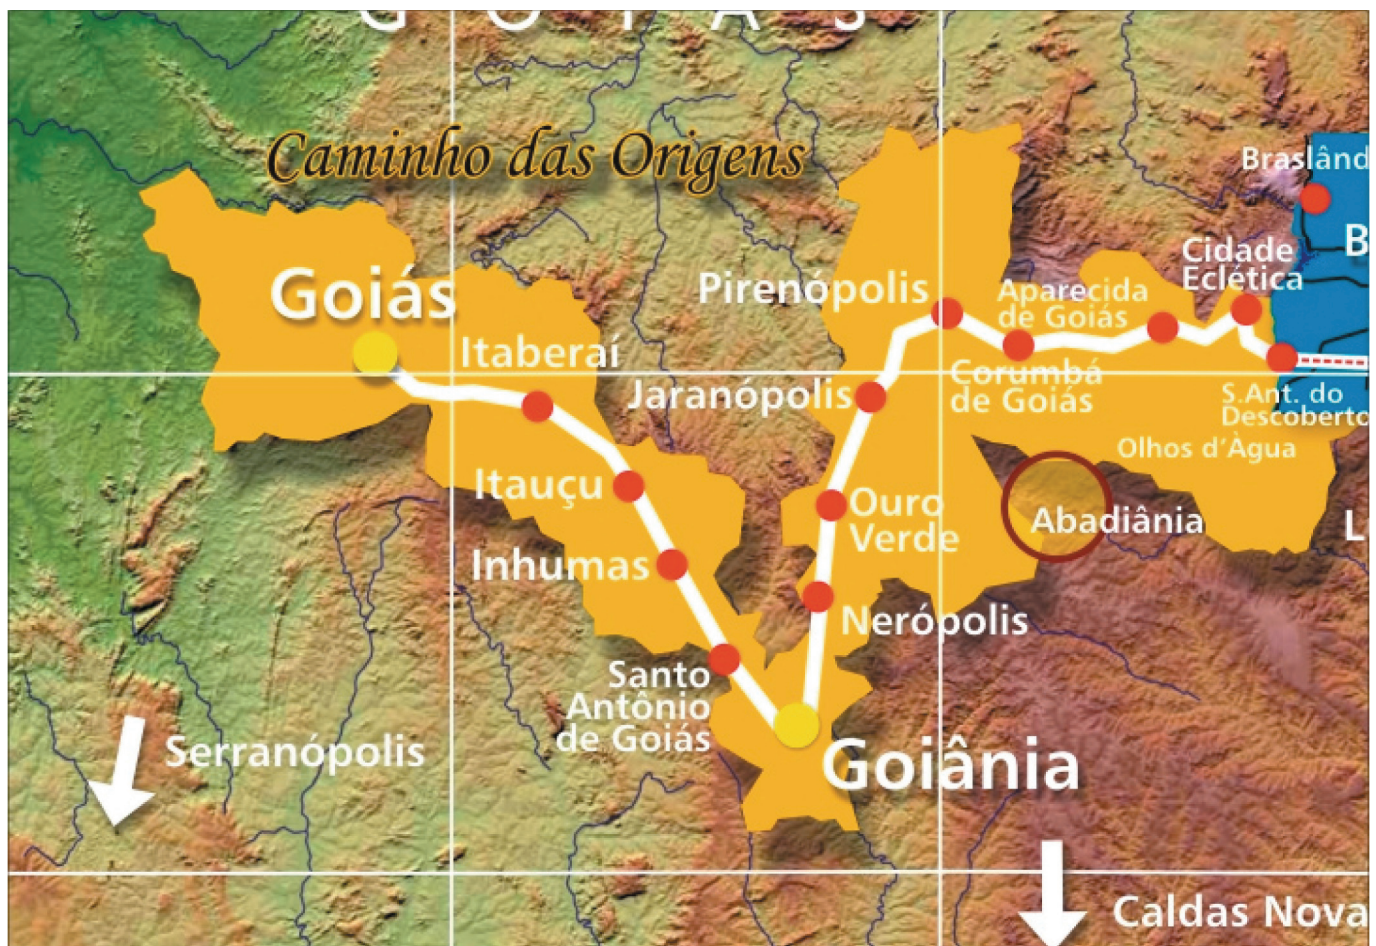 G O I Á S
Caminho das Origens
Braslând
B
Cidade
Eclética
Goiás
Pirenópolis
Aparecida
de Goiás
Itaberaí
Jaranópolis
Corumbá
de Goiás
S.Ant. do
Descoberto
Olhos d'Àgua
Itauçu
Ouro
Verde
Abadiânia
L
Inhumas
Nerópolis
Santo
Antônio
de Goiás
Serranópolis
Goiânia
Caldas Nova